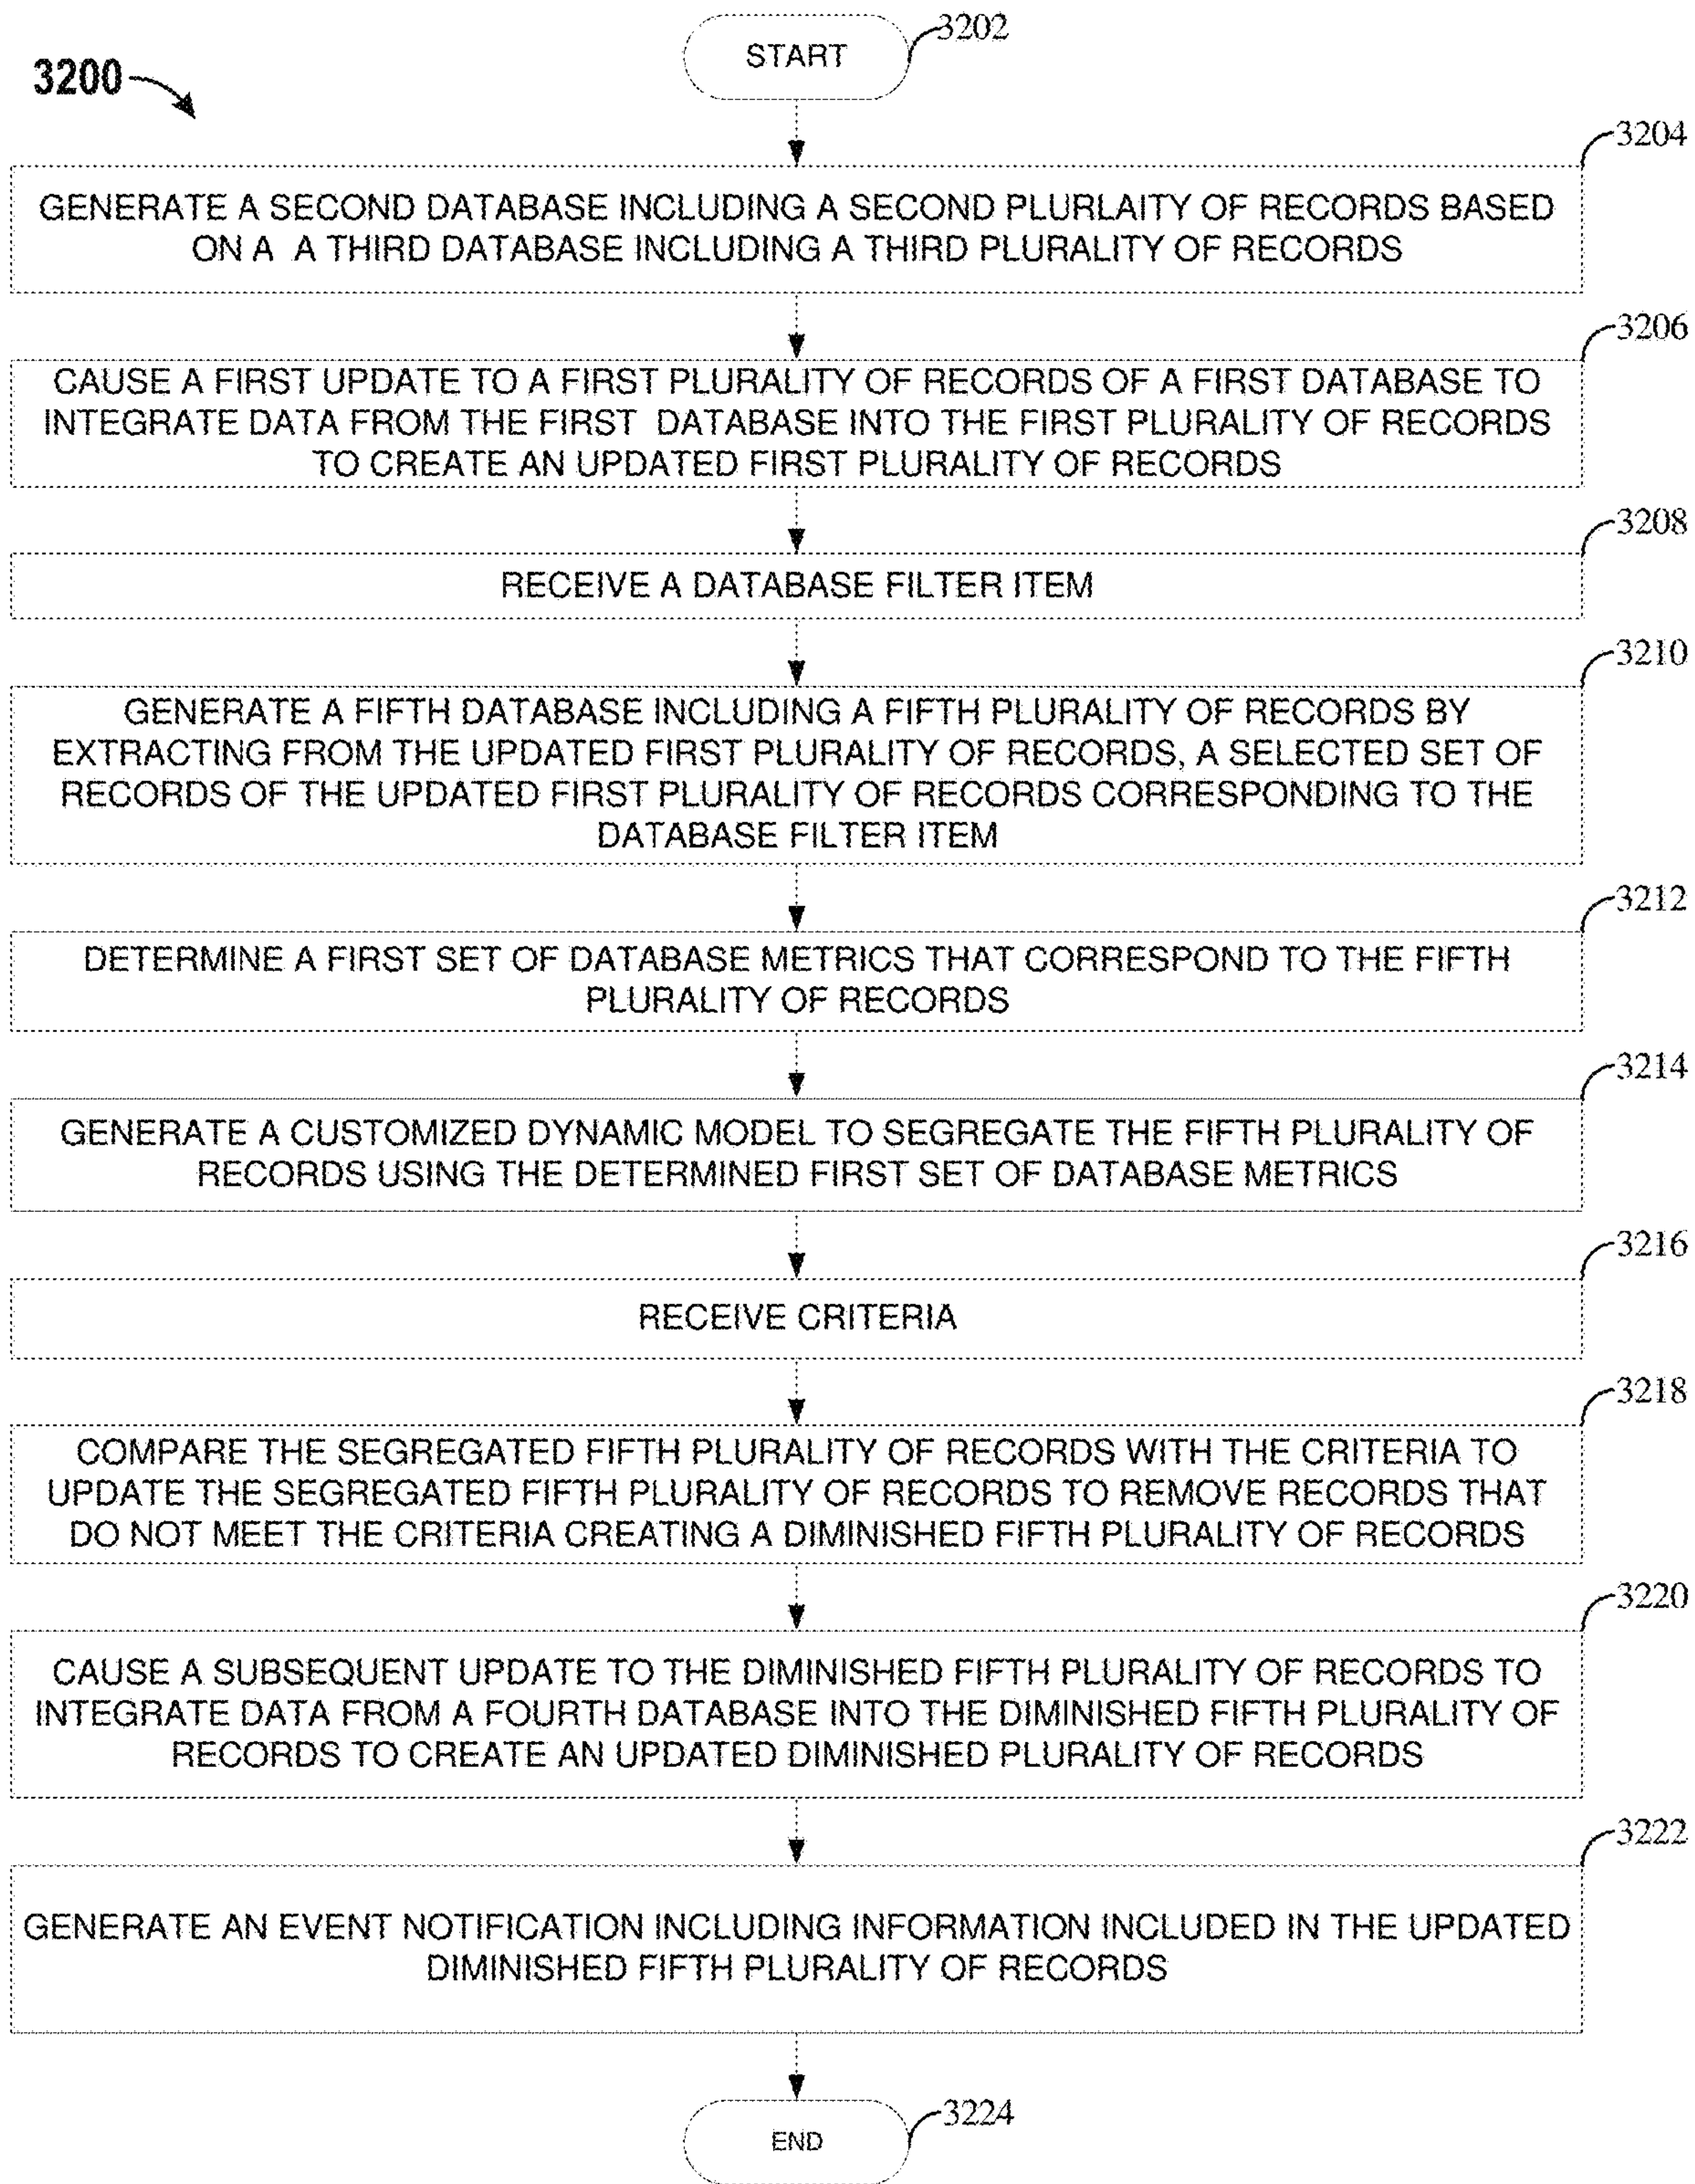 START
3202
3200
3204
GENERATE A SECOND DATABASE INCLUDING A SECOND PLURLAITY OF RECORDS BASED
ON A A THIRD DATABASE INCLUDING A THIRD PLURALITY OF RECORDS
3206
CAUSE A FIRST UPDATE TO A FIRST PLURALITY OF RECORDS OF A FIRST DATABASE TO
INTEGRATE DATA FROM THE FIRST DATABASE INTO THE FIRST PLURALITY OF RECORDS
TO CREATE AN UPDATED FIRST PLURALITY OF RECORDS
3208
RECEIVE A DATABASE FILTER ITEM
3210
GENERATE A FIFTH DATABASE INCLUDING A FIFTH PLURALITY OF RECORDS BY
EXTRACTING FROM THE UPDATED FIRST PLURALITY OF RECORDS, A SELECTED SET OF
RECORDS OF THE UPDATED FIRST PLURALITY OF RECORDS CORRESPONDING TO THE
DATABASE FILTER ITEM
3212
DETERMINE A FIRST SET OF DATABASE METRICS THAT CORRESPOND TO THE FIFTH
PLURALITY OF RECORDS
3214
GENERATE A CUSTOMIZED DYNAMIC MODEL TO SEGREGATE THE FIFTH PLURALITY OF
RECORDS USING THE DETERMINED FIRST SET OF DATABASE METRICS
3216
RECEIVE CRITERIA
3218
COMPARE THE SEGREGATED FIFTH PLURALITY OF RECORDS WITH THE CRITERIA TO
UPDATE THE SEGREGATED FIFTH PLURALITY OF RECORDS TO REMOVE RECORDS THAT
DO NOT MEET THE CRITERIA CREATING A DIMINISHED FIFTH PLURALITY OF RECORDS
3220
CAUSE A SUBSEQUENT UPDATE TO THE DIMINISHED FIFTH PLURALITY OF RECORDS TO
INTEGRATE DATA FROM A FOURTH DATABASE INTO THE DIMINISHED FIFTH PLURALITY OF
RECORDS TO CREATE AN UPDATED DIMINISHED PLURALITY OF RECORDS
3222
GENERATE AN EVENT NOTIFICATION INCLUDING INFORMATION INCLUDED IN THE UPDATED
DIMINISHED FIFTH PLURALITY OF RECORDS
3224
END